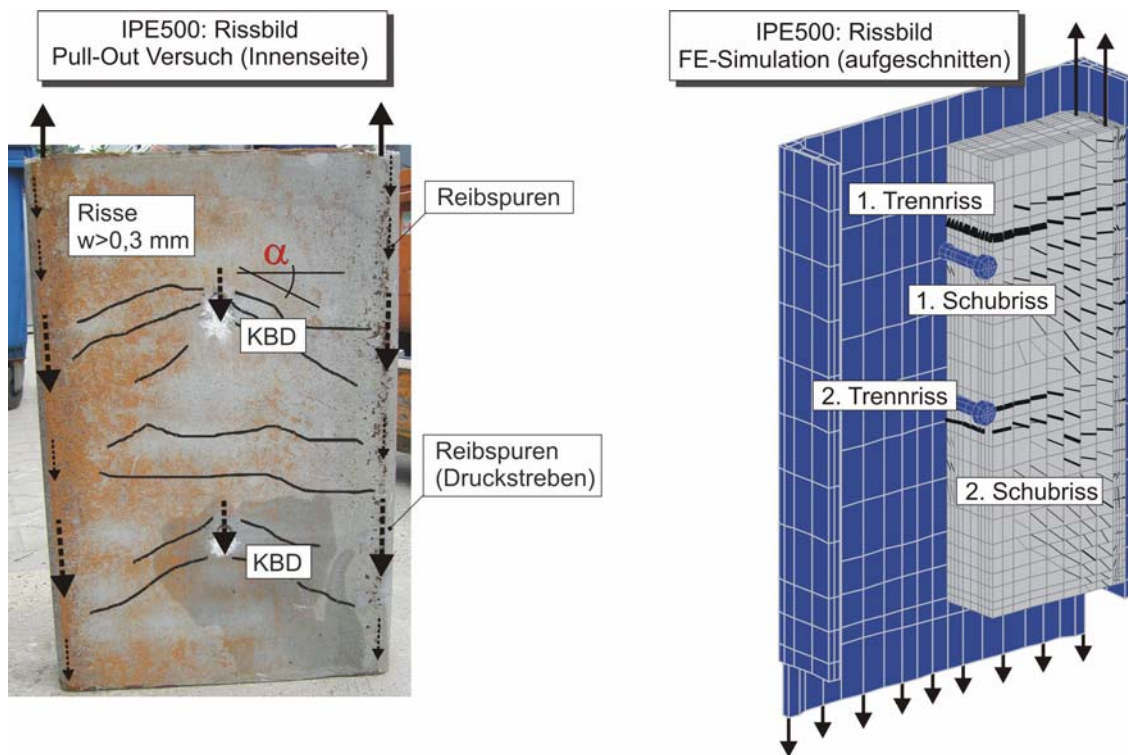 IPE500: Rissbild
Pull-Out Versuch (Innenseite)
Risse
w>0,3 mm
α
KBD
Reibspuren
Reibspuren
(Druckstreben)
KBD
IPE500: Rissbild
FE-Simulation (aufgeschnitten)
1. Trennriss
1. Schubriss
2. Trennriss
2. Schubriss